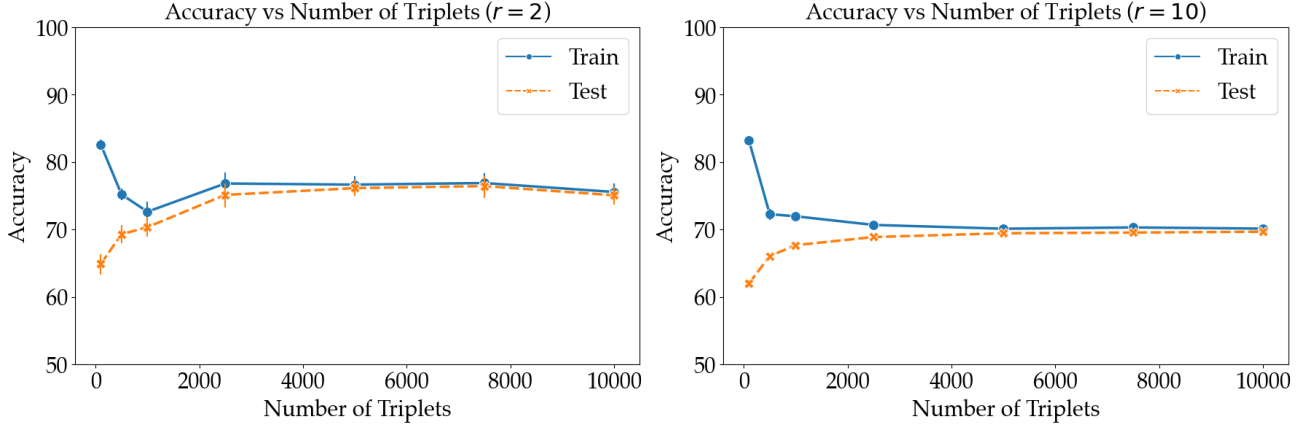 Accuracy vs Number of Triplets (r = 2)
100
90
80
70
60
50
Accuracy
0 2000 4000 6000 8000 10000
Number of Triplets
Train
Test
Accuracy vs Number of Triplets (r = 10)
100
90
80
70
60
50
Accuracy
0 2000 4000 6000 8000 10000
Number of Triplets
Train
Test